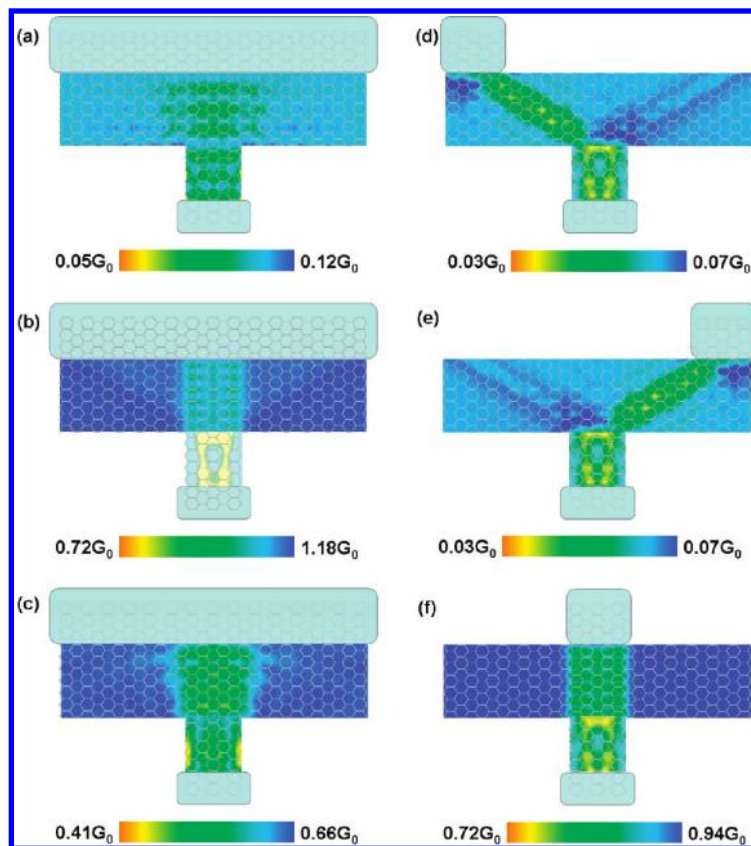 (a)
0.05G₀ 0.12G₀
(b)
0.72G₀ 1.18G₀
(c)
0.41G₀ 0.66G₀
(d)
0.03G₀ 0.07G₀
(e)
0.03G₀ 0.07G₀
(f)
0.72G₀ 0.94G₀